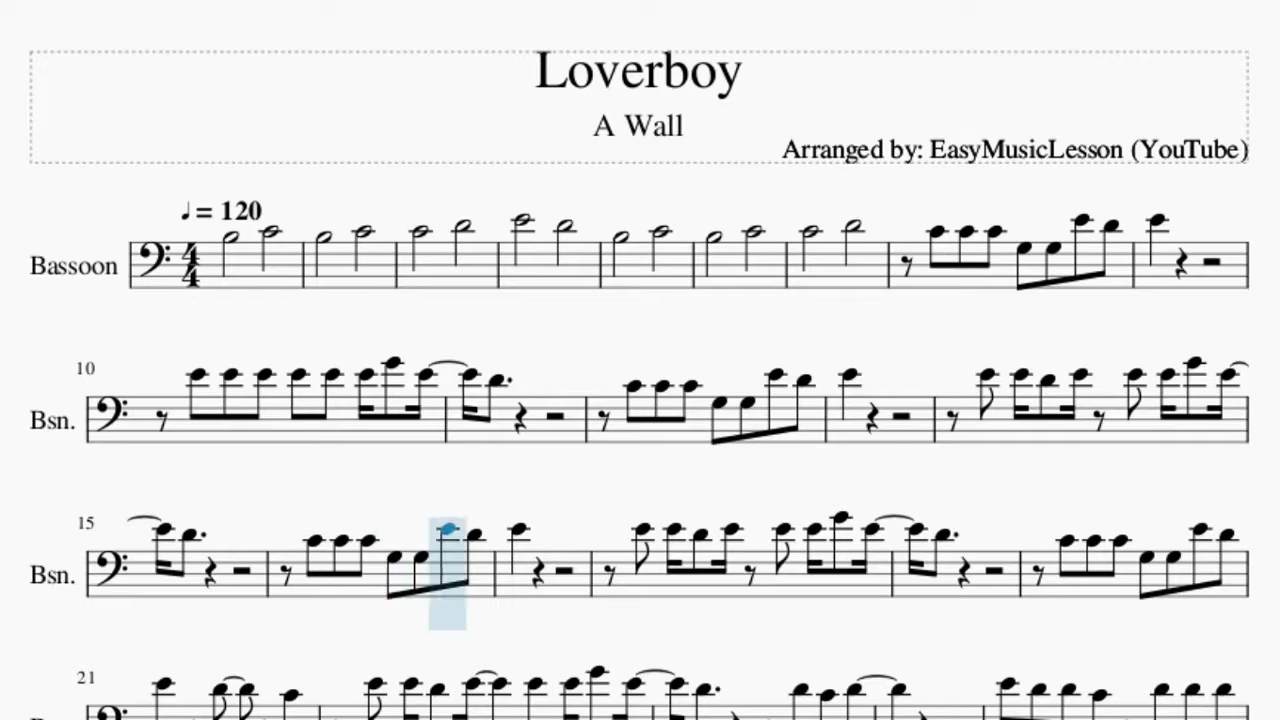 Loverboy
A Wall
Arranged by: EasyMusicLesson (YouTube)
♩ = 120
Bassoon
4
4
10
Bsn.
15
Bsn.
21